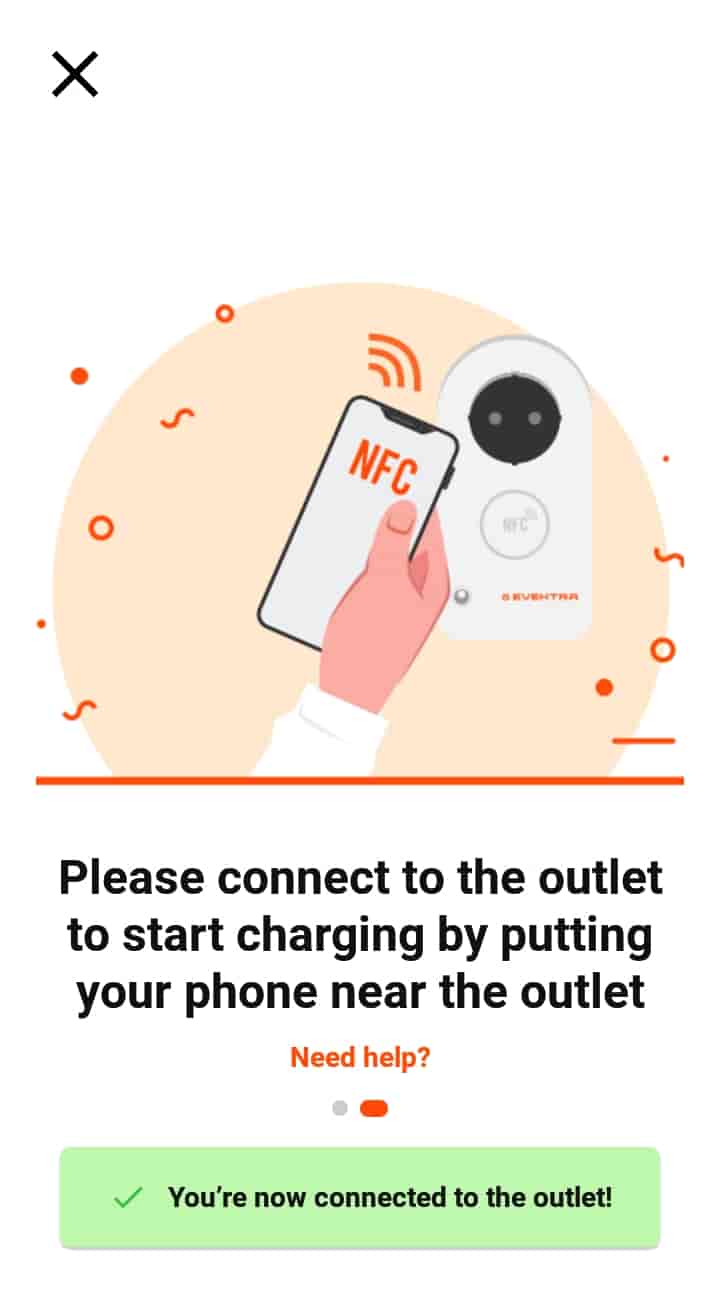 NFC
NFC
EVEHTRA
Please connect to the outlet
to start charging by putting
your phone near the outlet
Need help?
You’re now connected to the outlet!